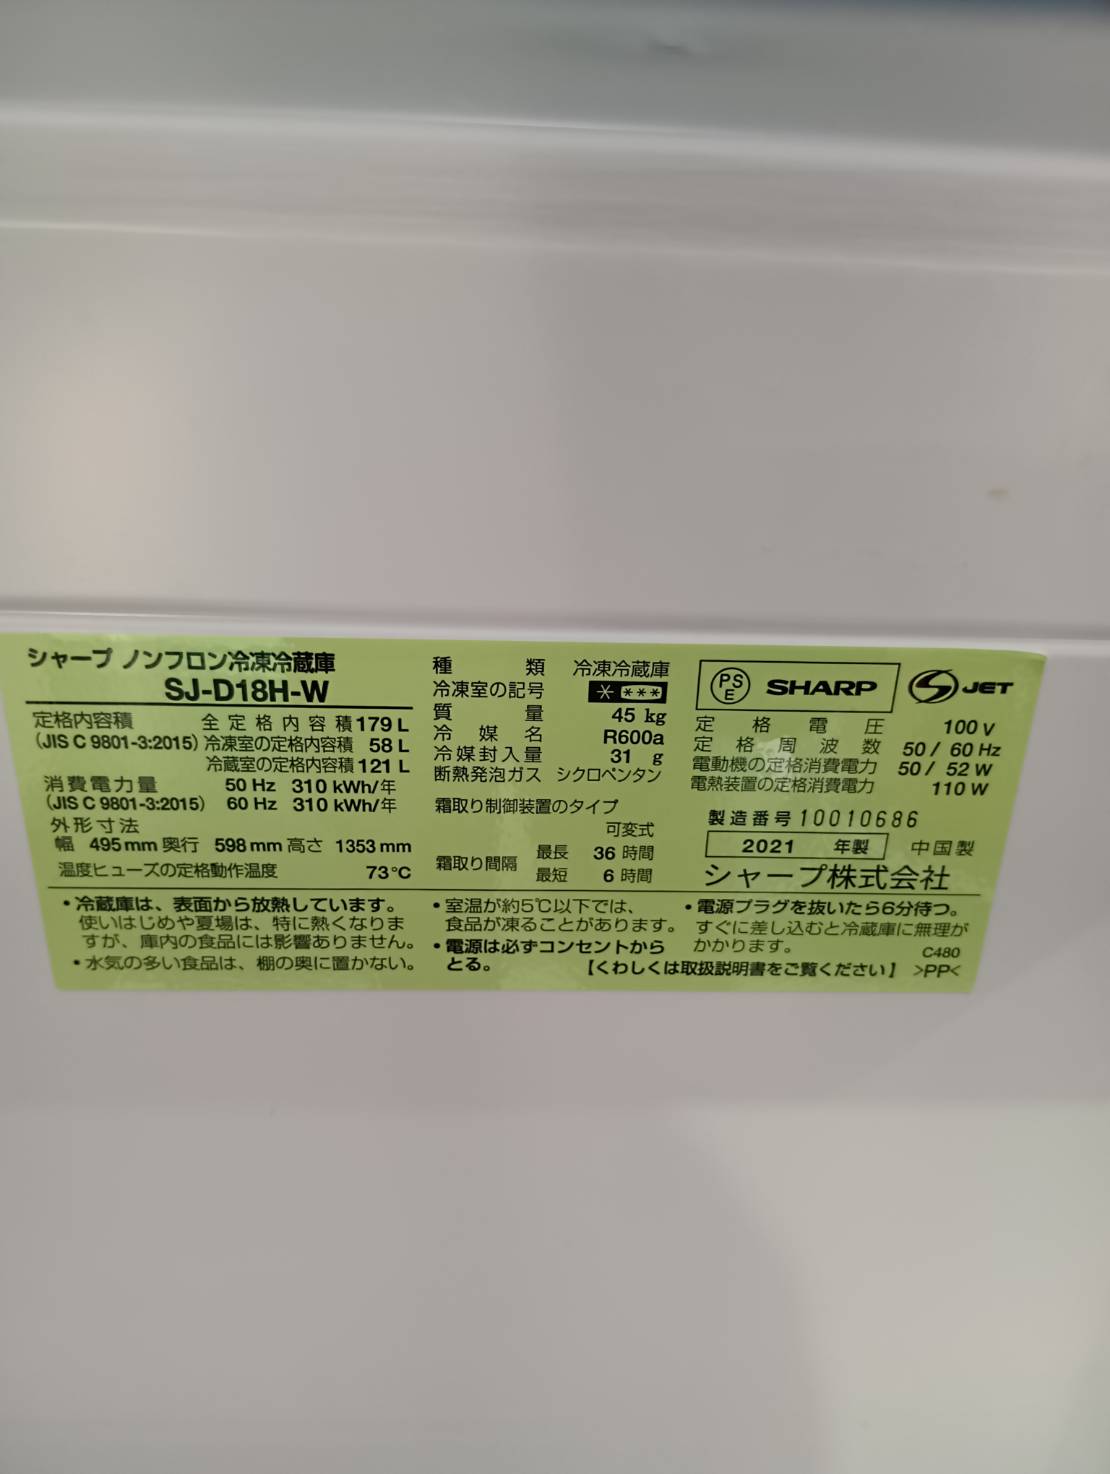 シャープ ノンフロン冷凍冷蔵庫
SJ-D18H-W
定格内容積 全定格内容積 179 L
(JIS C 9801-3:2015) 冷凍室の定格内容積 58 L
冷蔵室の定格内容積 121 L
消費電力量 50 Hz 310 kWh/年
(JIS C 9801-3:2015) 60 Hz 310 kWh/年
外形寸法
幅 495 mm 奥行 598 mm 高さ 1353 mm
温度ヒューズの定格動作温度 73℃
種類 冷凍冷蔵庫
冷凍室の記号 * ***
質量 45 kg
冷媒名 R600a
冷媒封入量 31 g
断熱発泡ガス シクロペンタン
霜取り制御装置のタイプ
可変式
霜取り間隔 最長 36 時間
最短 6 時間
PSE SHARP S JET
定格電圧 100 V
定格周波数 50 / 60 Hz
電動機の定格消費電力 50 / 52 W
電熱装置の定格消費電力 110 W
製造番号 10010686
2021 年製 中国製
シャープ株式会社
・冷蔵庫は、表面から放熱しています。
使いはじめや夏場は、特に熱くなりま
すが、庫内の食品には影響ありません。
・水気の多い食品は、棚の奥に置かない。
・室温が約5℃以下では、
食品が凍ることがあります。
・電源は必ずコンセントから
とる。
・電源プラグを抜いたら6分待つ。
すぐに差し込むと冷蔵庫に無理が
かかります。
C480
【くわしくは取扱説明書をご覧ください】 >PP<